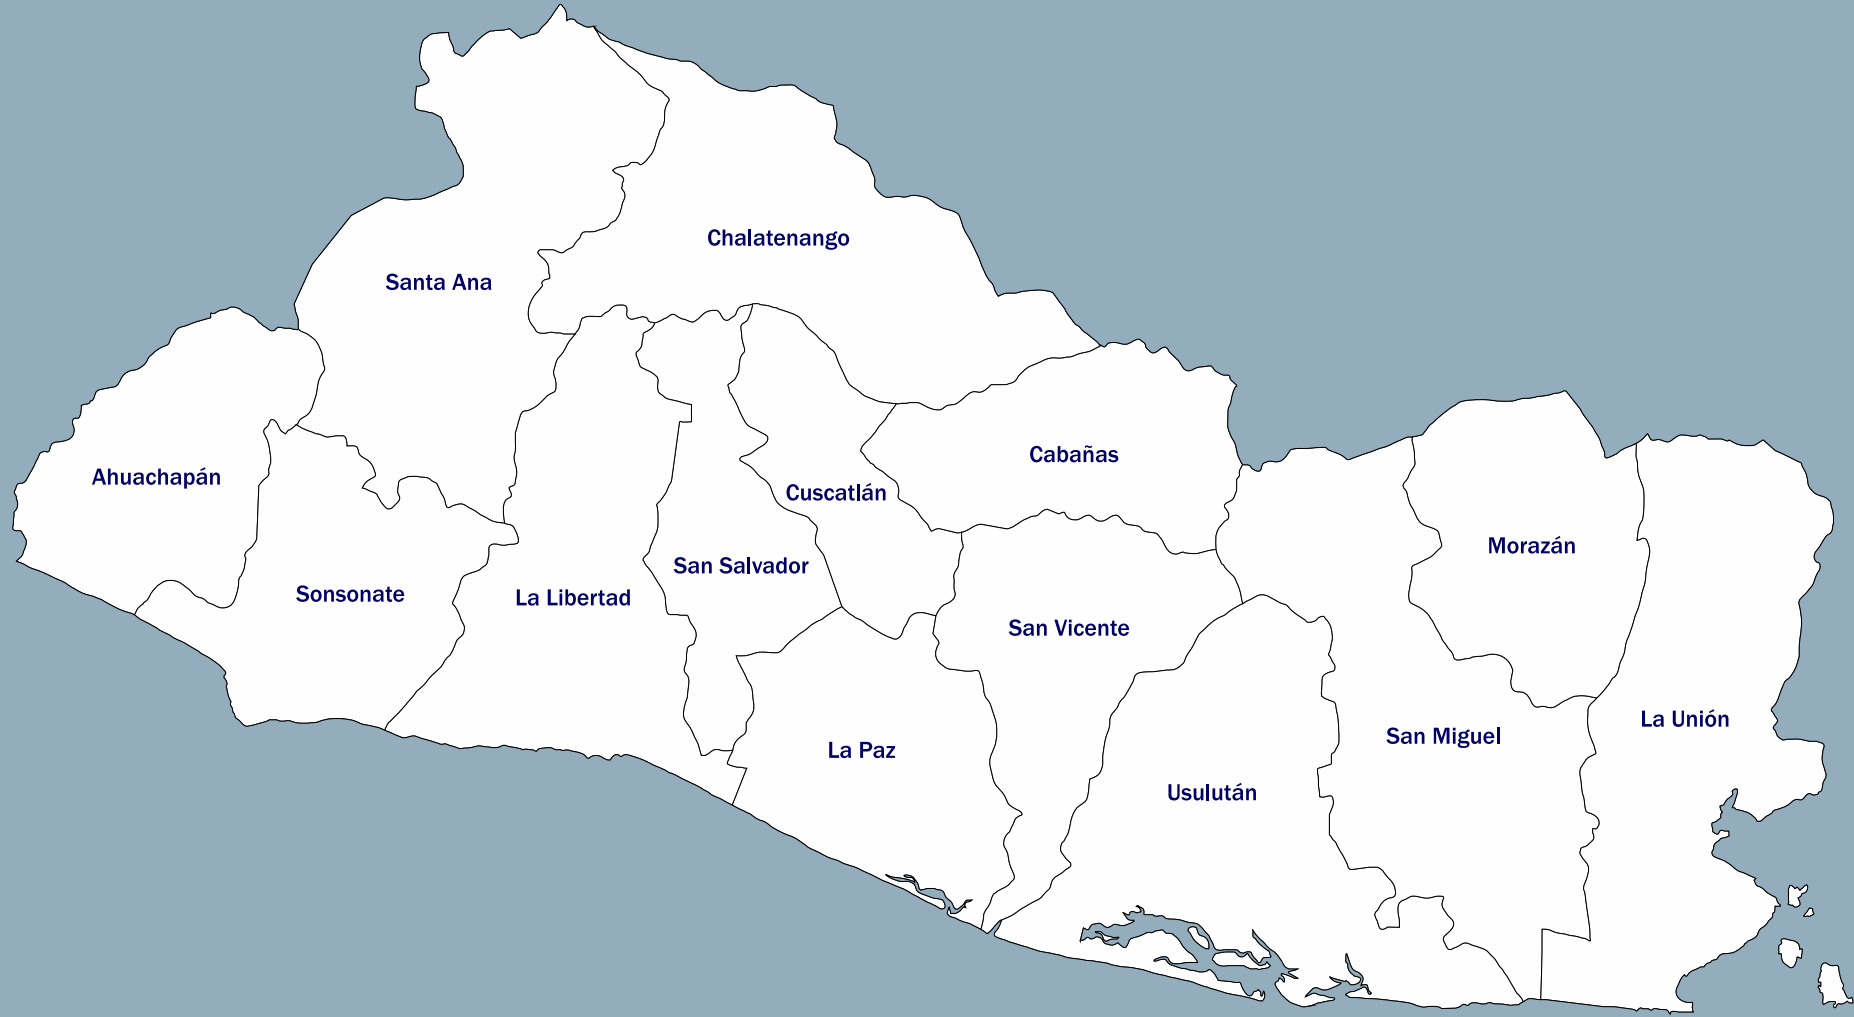 Chalatenango
Santa Ana
Cabañas
Ahuachapán
Cuscatlán
Morazán
San Salvador
Sonsonate
La Libertad
San Vicente
La Unión
San Miguel
La Paz
Usulután